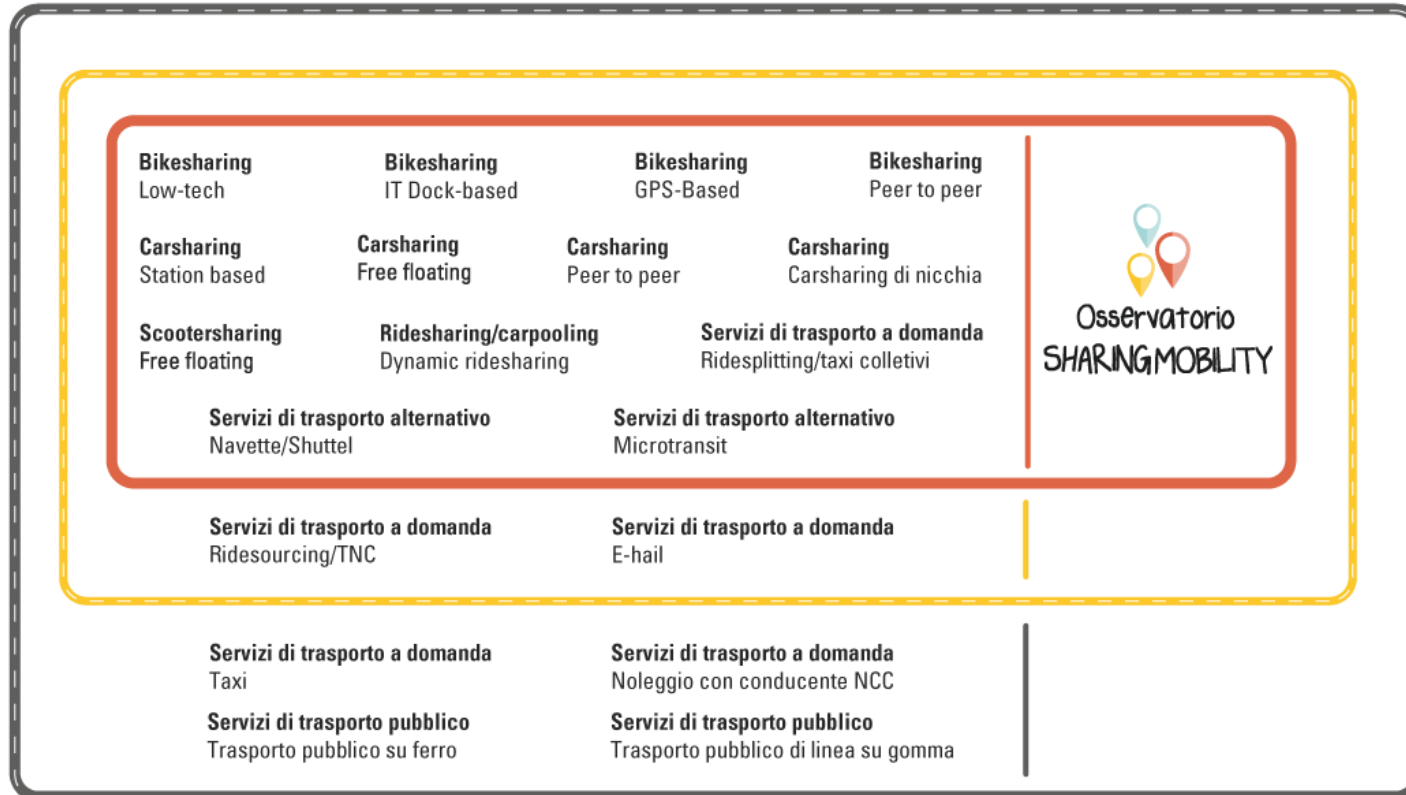 Bikesharing
Low-tech
Bikesharing
IT Dock-based
Bikesharing
GPS-Based
Bikesharing
Peer to peer
Carsharing
Station based
Carsharing
Free floating
Carsharing
Peer to peer
Carsharing
Carsharing di nicchia
Scootersharing
Free floating
Ridesharing/carpooling
Dynamic ridesharing
Servizi di trasporto a domanda
Ridesplitting/taxi colletivi
Servizi di trasporto alternativo
Navette/Shuttel
Servizi di trasporto alternativo
Microtransit
Osservatorio
SHARINGMOBILITY
Servizi di trasporto a domanda
Ridesourcing/TNC
Servizi di trasporto a domanda
E-hail
Servizi di trasporto a domanda
Taxi
Servizi di trasporto a domanda
Noleggio con conducente NCC
Servizi di trasporto pubblico
Trasporto pubblico su ferro
Servizi di trasporto pubblico
Trasporto pubblico di linea su gomma